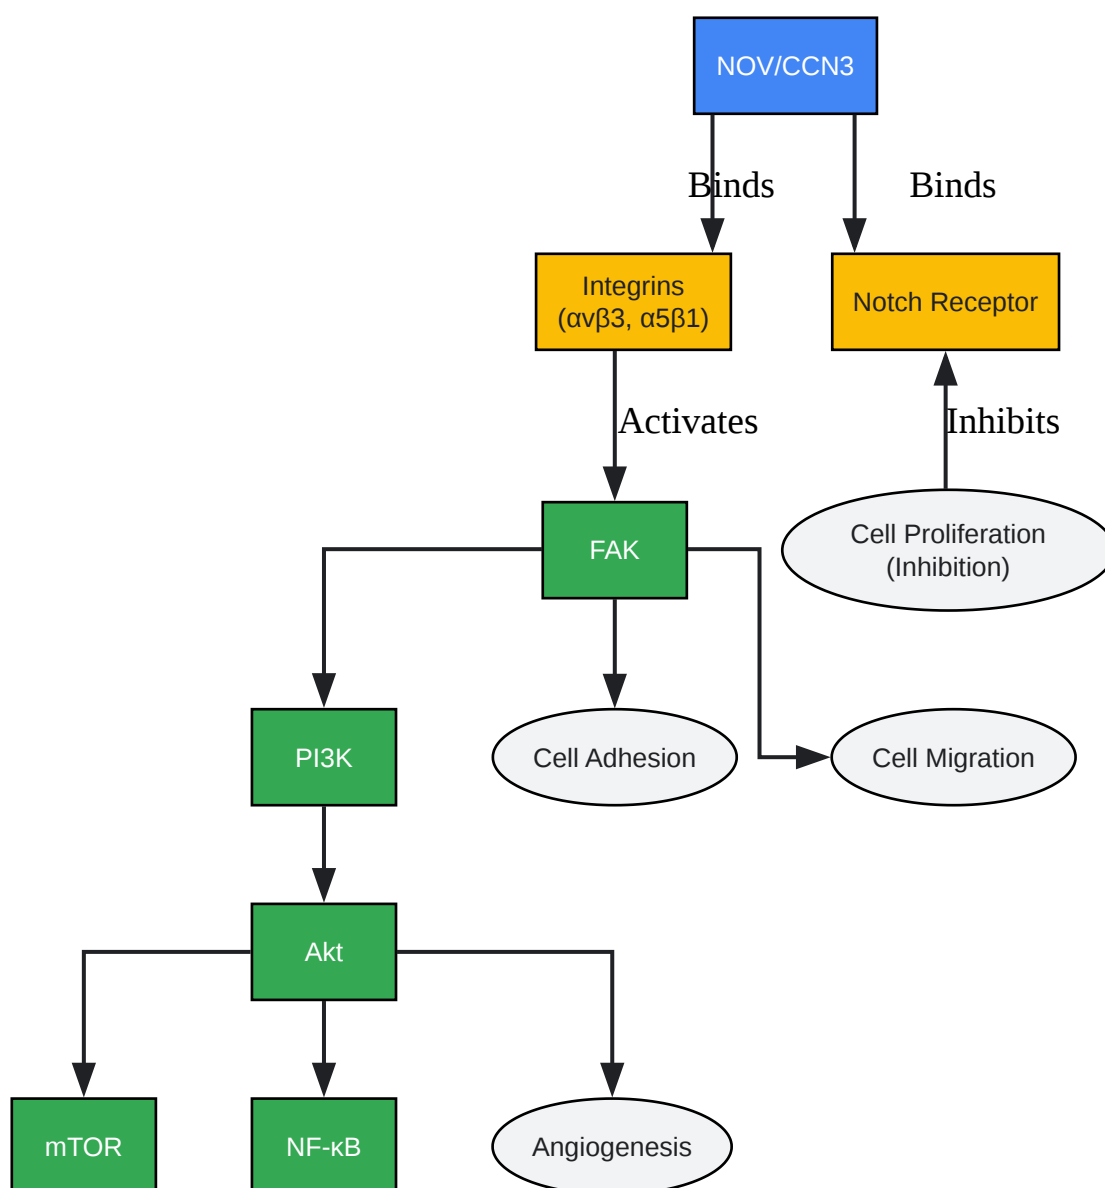 NOV/CCN3
Binds
Binds
Integrins
(αvβ3, α5β1)
Notch Receptor
Activates
Inhibits
FAK
Cell Proliferation
(Inhibition)
PI3K
Cell Adhesion
Cell Migration
Akt
mTOR
NF-κB
Angiogenesis